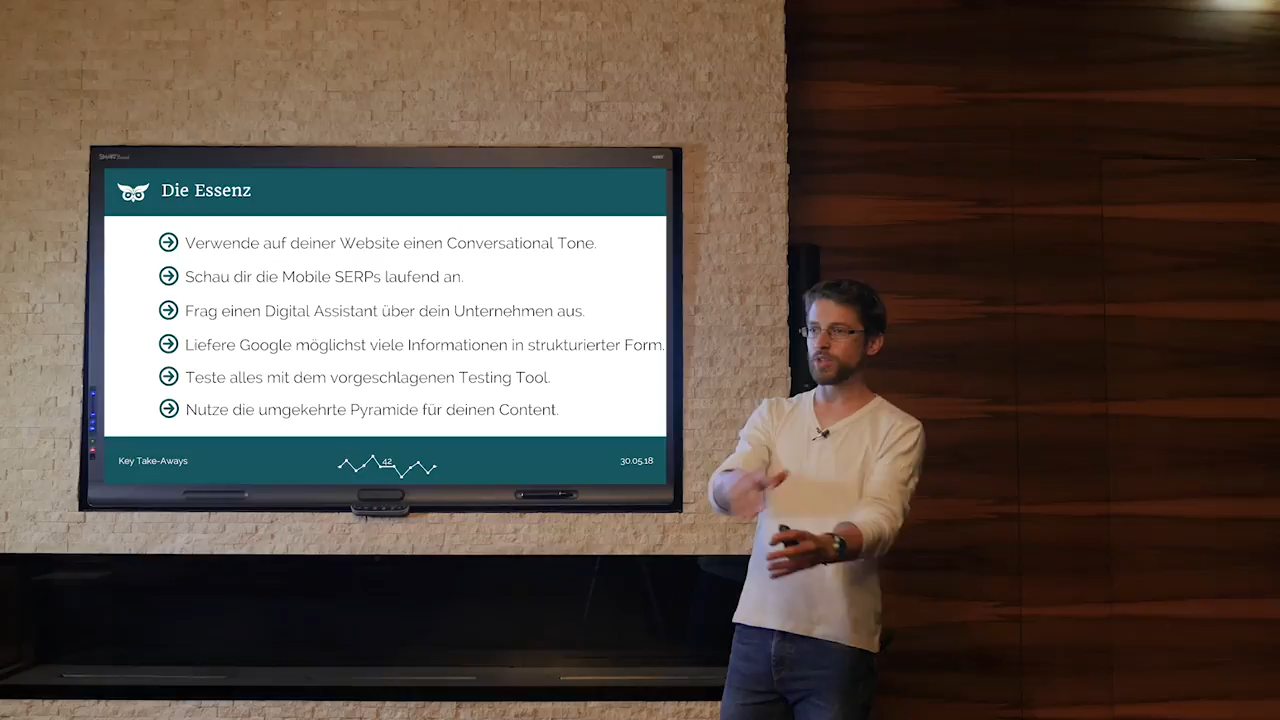 SMART Board
Die Essenz
Verwende auf deiner Website einen Conversational Tone.
Schau dir die Mobile SERPs laufend an.
Frag einen Digital Assistant über dein Unternehmen aus.
Liefere Google möglichst viele Informationen in strukturierter Form.
Teste alles mit dem vorgeschlagenen Testing Tool.
Nutze die umgekehrte Pyramide für deinen Content.
Key Take-Aways
42
30.05.18